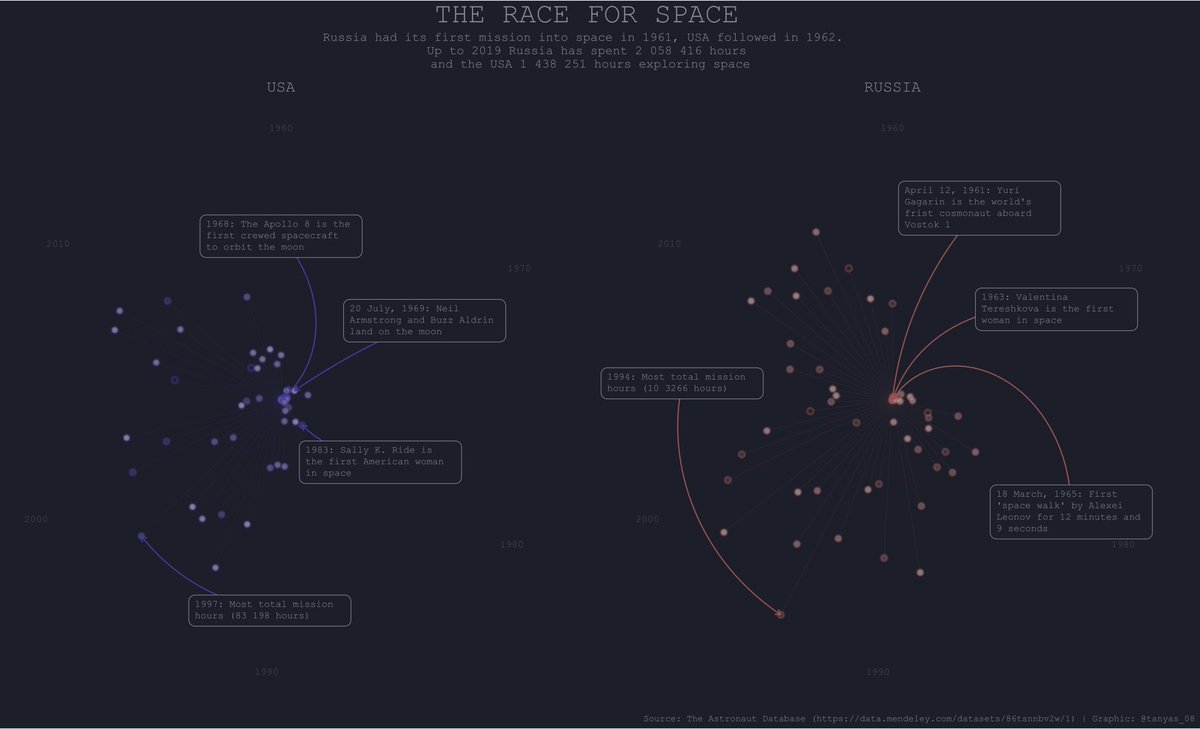 THE RACE FOR SPACE
Russia had its first mission into space in 1961, USA followed in 1962.
Up to 2019 Russia has spent 2 058 416 hours
and the USA 1 438 251 hours exploring space
USA
1960
1968: The Apollo 8 is the
first crewed spacecraft
to orbit the moon
2010
1970
20 July, 1969: Neil
Armstrong and Buzz Aldrin
land on the moon
1983: Sally K. Ride is
the first American woman
in space
2000
1980
1997: Most total mission
hours (83 198 hours)
1990
RUSSIA
1960
April 12, 1961: Yuri
Gagarin is the world's
frist cosmonaut aboard
Vostok 1
2010
1970
1963: Valentina
Tereshkova is the first
woman in space
1994: Most total mission
hours (10 3266 hours)
18 March, 1965: First
'space walk' by Alexei
Leonov for 12 minutes and
9 seconds
2000
1980
1990
Source: The Astronaut Database (https://data.mendeley.com/datasets/86tsnnbv2w/1) | Graphic: @tanyas_08